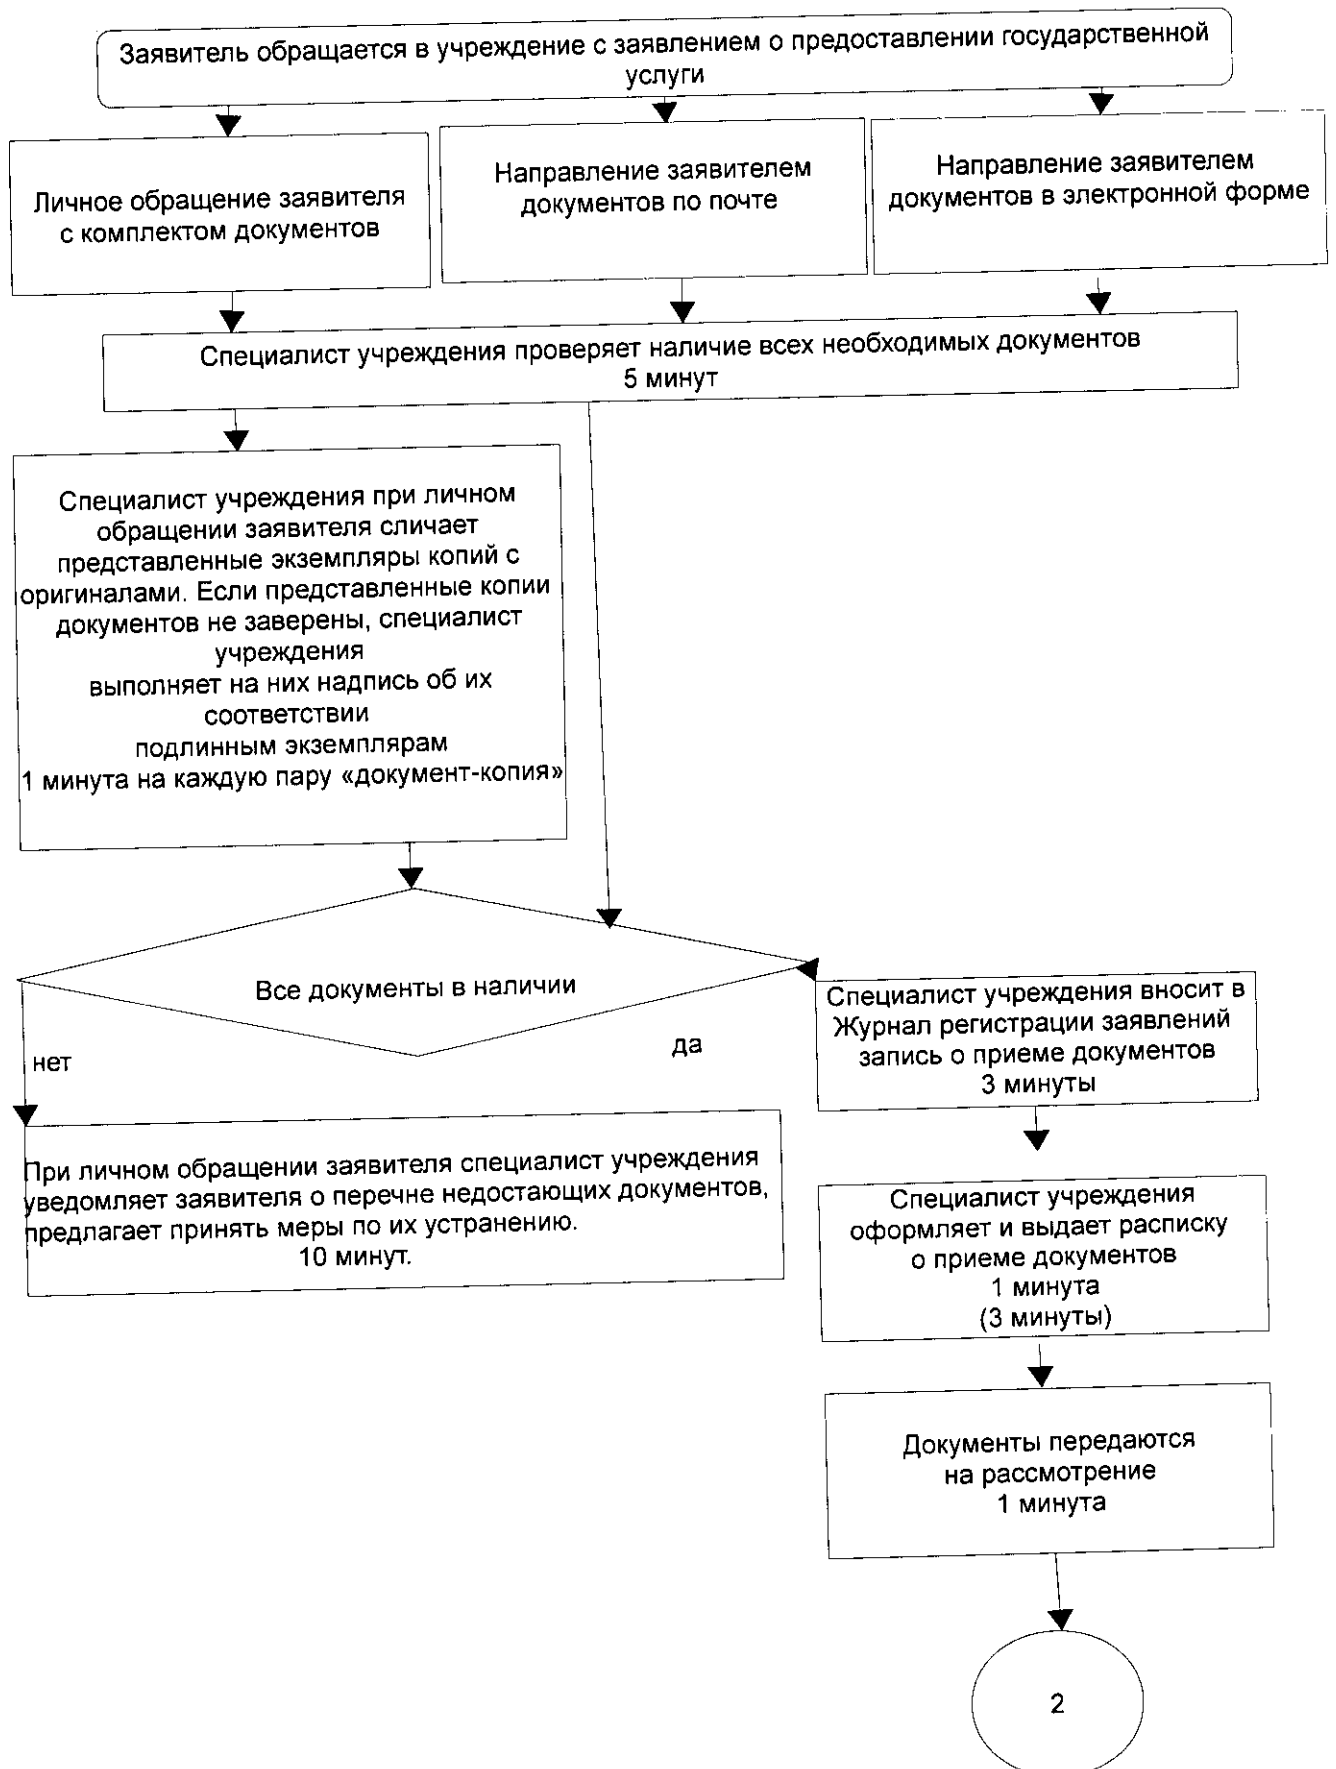 Заявитель обращается в учреждение с заявлением о предоставлении государственной
услуги
Личное обращение заявителя
с комплектом документов
Направление заявителем
документов по почте
Направление заявителем
документов в электронной форме
Специалист учреждения проверяет наличие всех необходимых документов
5 минут
Специалист учреждения при личном
обращении заявителя сличает
представленные экземпляры копий с
оригиналами. Если представленные копии
документов не заверены, специалист
учреждения
выполняет на них надпись об их
соответствии
подлинным экземплярам
1 минута на каждую пару «документ-копия»
Все документы в наличии
нет
да
Специалист учреждения вносит в
Журнал регистрации заявлений
запись о приеме документов
3 минуты
При личном обращении заявителя специалист учреждения
уведомляет заявителя о перечне недостающих документов,
предлагает принять меры по их устранению.
10 минут.
Специалист учреждения
оформляет и выдает расписку
о приеме документов
1 минута
(3 минуты)
Документы передаются
на рассмотрение
1 минута
2